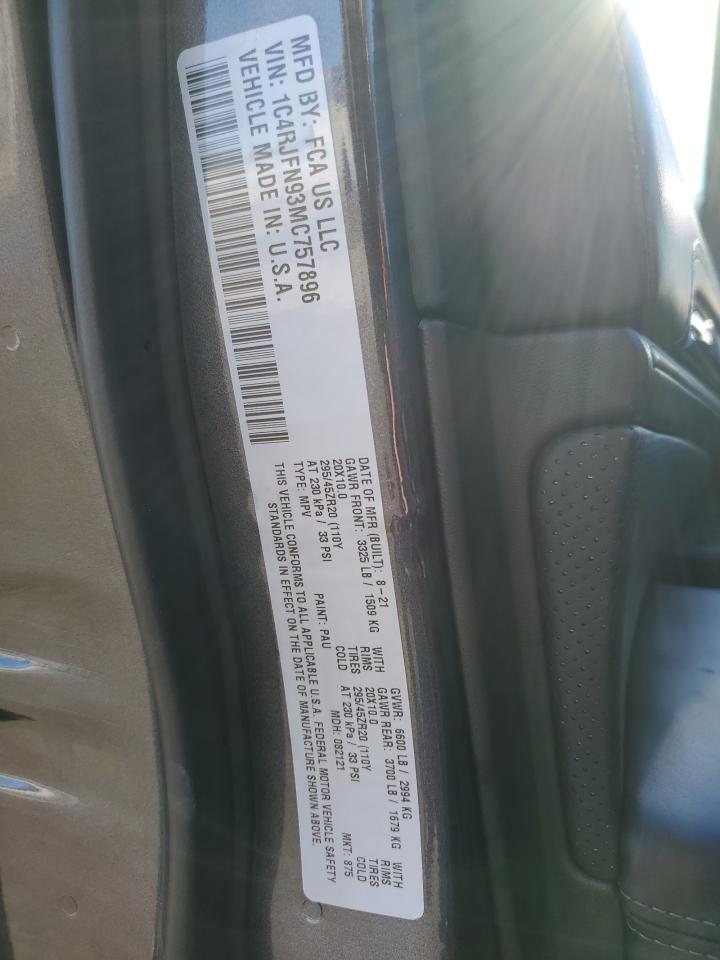 MFD BY: FCA US LLC
VIN: 1C4RJFN93MC757896
VEHICLE MADE IN: U.S.A.
DATE OF MFR (BUILT): 8-21 GVWR: 6600 LB / 2994 KG
GAWR FRONT: 3325 LB / 1509 KG WITH GAWR REAR: 3700 LB / 1679 KG WITH
20X10.0 RIMS 20X10.0 RIMS
295/45ZR20 (110Y TIRES 295/45ZR20 (110Y TIRES
AT 230 kPa / 33 PSI COLD AT 230 kPa / 33 PSI COLD
TYPE: MPV PAINT: PAU MDH: 082121 MKT: 875
THIS VEHICLE CONFORMS TO ALL APPLICABLE U.S.A. FEDERAL MOTOR VEHICLE SAFETY
STANDARDS IN EFFECT ON THE DATE OF MANUFACTURE SHOWN ABOVE.